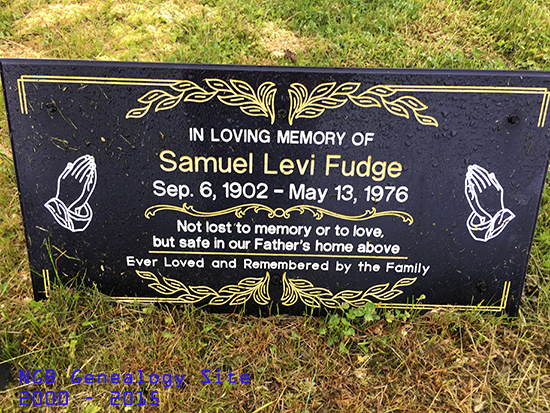 IN LOVING MEMORY OF
Samuel Levi Fudge
Sep. 6, 1902 - May 13, 1976
Not lost to memory or to love,
but safe in our Father's home above
Ever Loved and Remembered by the Family
NGB Genealogy Site
2000 - 2015